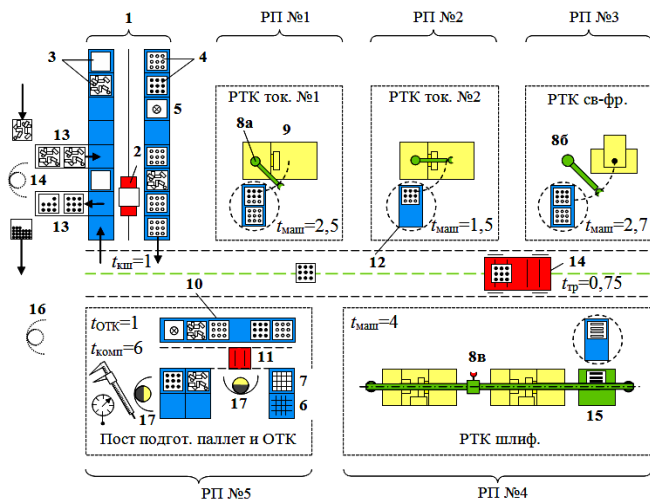 1
РП №1
РП №2
РП №3
3
4
РТК ток. №1
РТК ток. №2
РТК св-фр.
5
8а
9
8б
13
2
14
13
tмаш=2,5
tмаш=1,5
tмаш=2,7
12
tкш=1
14
tтр=0,75
10
16
tОТК=1
tкомп=6
tмаш=4
11
8в
7
6
17
17
15
Пост подгот. паллет и ОТК
РТК шлиф.
РП №5
РП №4